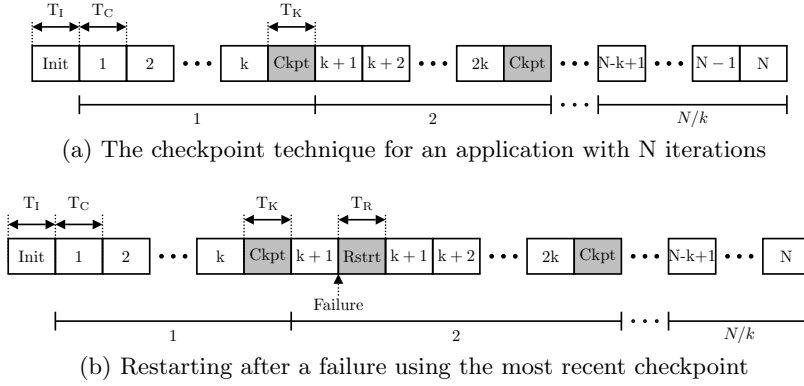 T_I T_C T_K
Init 1 2 ••• k Ckpt k + 1 k + 2 ••• 2k Ckpt ••• N-k+1 ••• N − 1 N
1 2 ••• N/k
(a) The checkpoint technique for an application with N iterations
T_I T_C T_K T_R
Init 1 2 ••• k Ckpt k + 1 Rstrt k + 1 k + 2 ••• 2k Ckpt ••• N-k+1 ••• N
Failure
1 2 ••• N/k
(b) Restarting after a failure using the most recent checkpoint